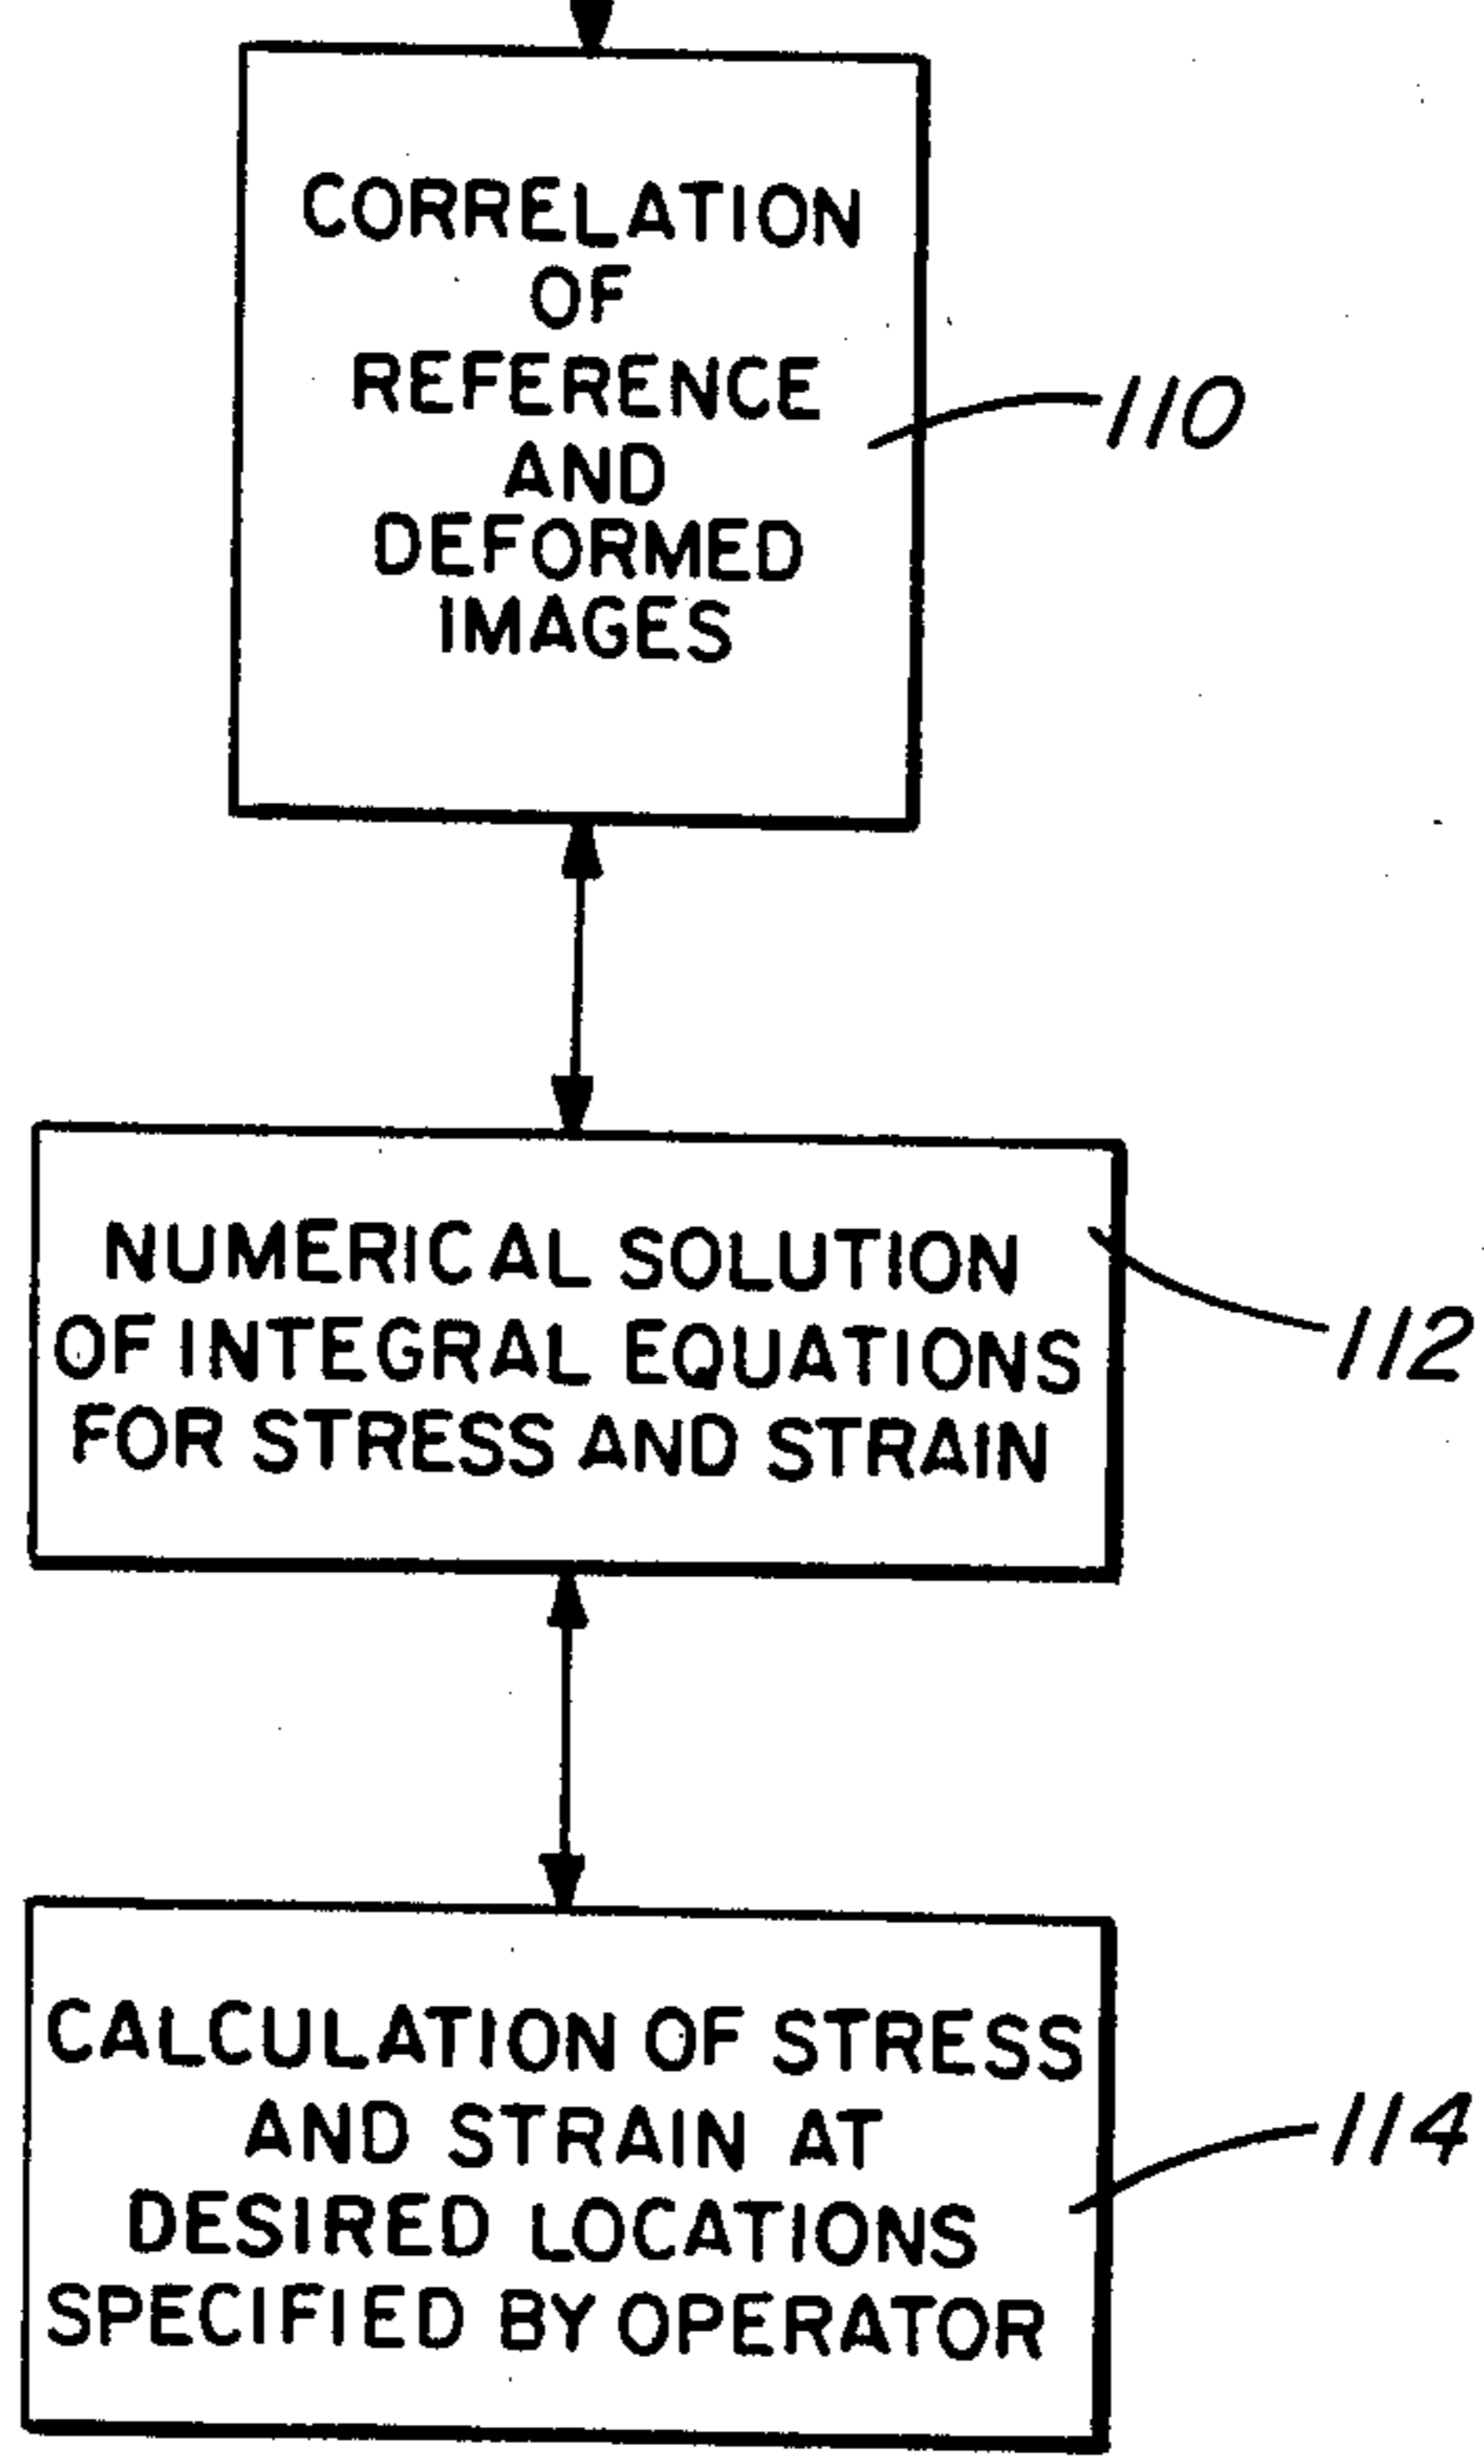 CORRELATION
OF
REFERENCE
AND
DEFORMED
IMAGES
110
NUMERICAL SOLUTION
OF INTEGRAL EQUATIONS
FOR STRESS AND STRAIN
112
CALCULATION OF STRESS
AND STRAIN AT
DESIRED LOCATIONS
SPECIFIED BY OPERATOR
114